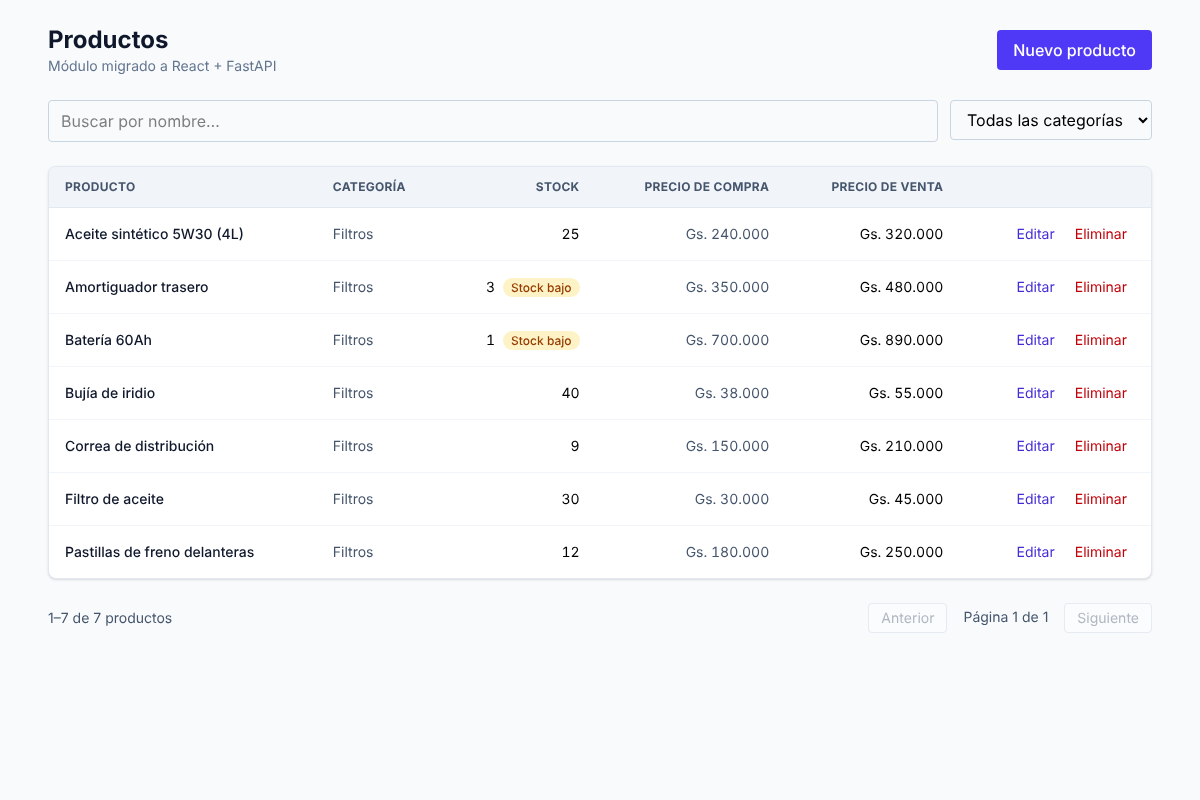 Productos
Módulo migrado a React + FastAPI
Nuevo producto
Buscar por nombre...
Todas las categorías
PRODUCTO CATEGORÍA STOCK PRECIO DE COMPRA PRECIO DE VENTA
Aceite sintético 5W30 (4L) Filtros 25 Gs. 240.000 Gs. 320.000 Editar Eliminar
Amortiguador trasero Filtros 3 Stock bajo Gs. 350.000 Gs. 480.000 Editar Eliminar
Batería 60Ah Filtros 1 Stock bajo Gs. 700.000 Gs. 890.000 Editar Eliminar
Bujía de iridio Filtros 40 Gs. 38.000 Gs. 55.000 Editar Eliminar
Correa de distribución Filtros 9 Gs. 150.000 Gs. 210.000 Editar Eliminar
Filtro de aceite Filtros 30 Gs. 30.000 Gs. 45.000 Editar Eliminar
Pastillas de freno delanteras Filtros 12 Gs. 180.000 Gs. 250.000 Editar Eliminar
1–7 de 7 productos Anterior Página 1 de 1 Siguiente